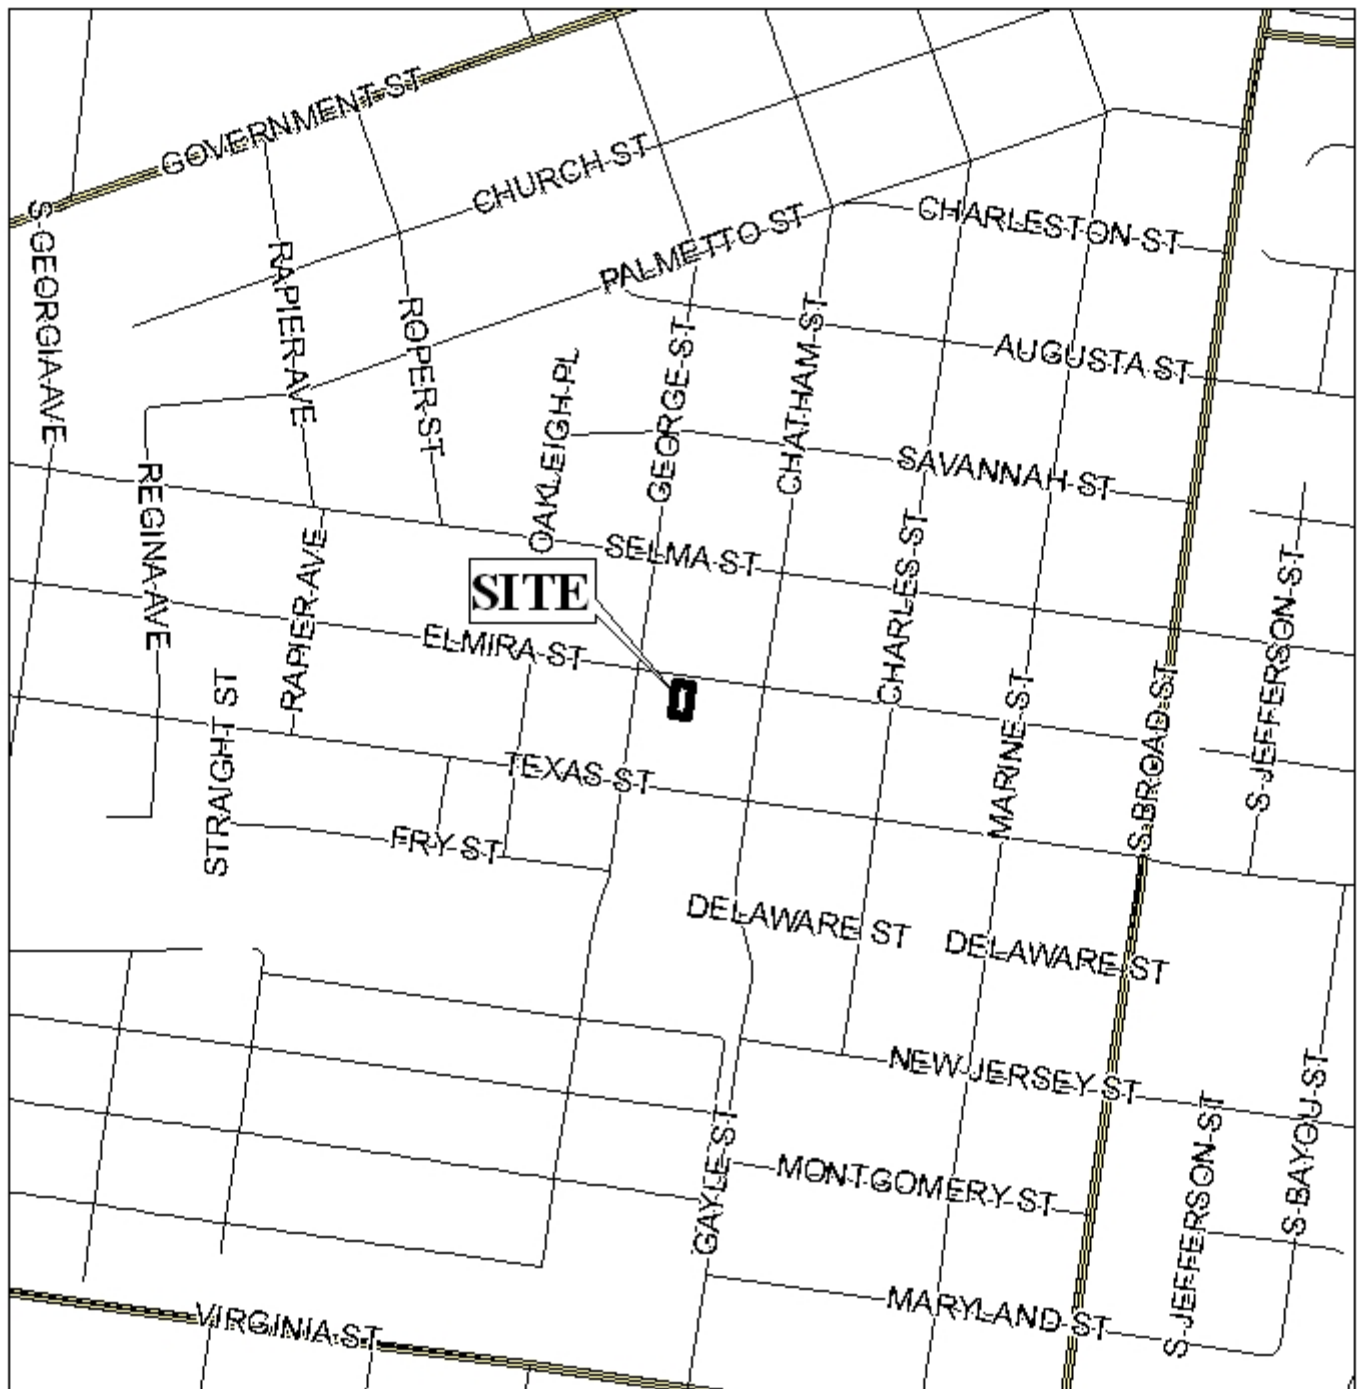 GOVERNMENT ST
CHURCH ST
S GEORGIA AVE
PALMETTO ST
CHARLESTON ST
RAPIER AVE
ROPER ST
OAKLEIGH PL
GEORGE ST
CHATHAM ST
AUGUSTA ST
SAVANNAH ST
REGINA AVE
RAPIER AVE
SELMA ST
CHARLES ST
S JEFFERSON ST
SITE
ELMIRA ST
STRAIGHT ST
MARINE ST
S BROAD ST
TEXAS ST
FRY ST
DELAWARE ST
DELAWARE ST
NEW JERSEY ST
S BAYOU ST
GAYLE ST
MONTGOMERY ST
S JEFFERSON ST
MARYLAND ST
VIRGINIA ST